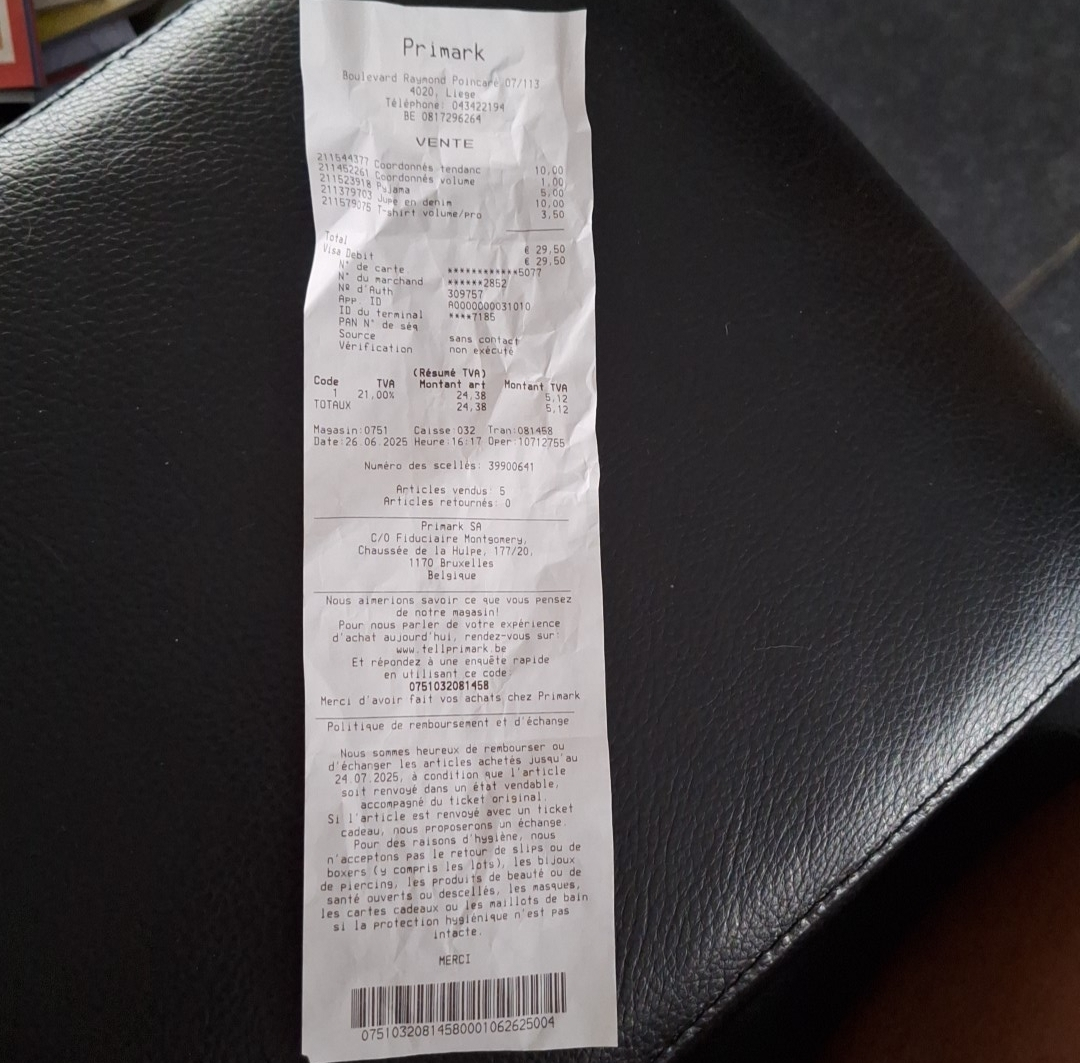 Primark
Boulevard Raymond Poincaré 07/113
4020, Liege
Téléphone: 043422194
BE 0817296264
VENTE
211544377 Coordonnés tendanc 10,00
211452261 Coordonnés volume 1,00
211523918 Pyjama 5,00
211379703 Jupe en denim 10,00
211579075 T-shirt volume/pro 3,50
Total € 29,50
Visa Debit € 29,50
N° de carte ************5077
N° du marchand ******2852
Nº d'Auth 309757
App. ID A0000000031010
ID du terminal ****7185
PAN N° de séq
Source sans contact
Vérification non exécuté
(Résumé TVA)
Code TVA Montant art Montant TVA
1 21,00% 24,38 5,12
TOTAUX 24,38 5,12
Magasin:0751 Caisse:032 Tran:081458
Date:26.06.2025 Heure:16:17 Oper:10712755
Numéro des scellés: 39900641
Articles vendus: 5
Articles retournés: 0
Primark SA
C/O Fiduciaire Montgomery,
Chaussée de la Hulpe, 177/20,
1170 Bruxelles
Belgique
Nous aimerions savoir ce que vous pensez
de notre magasin!
Pour nous parler de votre expérience
d'achat aujourd'hui, rendez-vous sur:
www.tellprimark.be
Et répondez à une enquête rapide
en utilisant ce code:
0751032081458
Merci d'avoir fait vos achats chez Primark
Politique de remboursement et d'échange
Nous sommes heureux de rembourser ou
d'échanger les articles achetés jusqu'au
24.07.2025, à condition que l'article
soit renvoyé dans un état vendable,
accompagné du ticket original.
Si l'article est renvoyé avec un ticket
cadeau, nous proposerons un échange.
Pour des raisons d'hygiène, nous
n'acceptons pas le retour de slips ou de
boxers (y compris les lots), les bijoux
de piercing, les produits de beauté ou de
santé ouverts ou descellés, les masques,
les cartes cadeaux ou les maillots de bain
si la protection hygiénique n'est pas
intacte.
MERCI
07510320814580001062625004